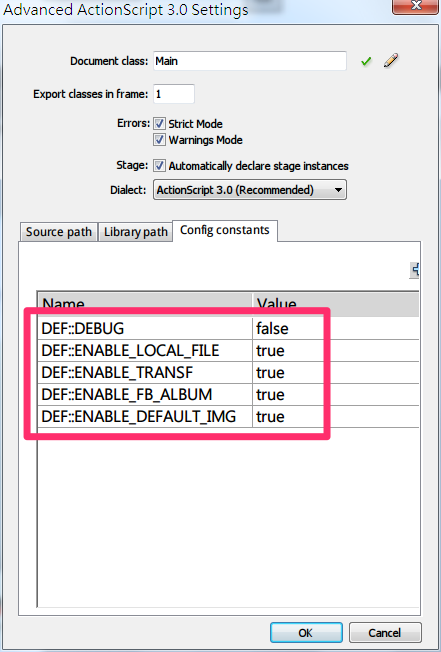 Advanced ActionScript 3.0 Settings
Document class: Main
Export classes in frame: 1
Errors: Strict Mode
Warnings Mode
Stage: Automatically declare stage instances
Dialect: ActionScript 3.0 (Recommended)
Source path Library path Config constants
Name Value
DEF::DEBUG false
DEF::ENABLE_LOCAL_FILE true
DEF::ENABLE_TRANSF true
DEF::ENABLE_FB_ALBUM true
DEF::ENABLE_DEFAULT_IMG true
OK Cancel